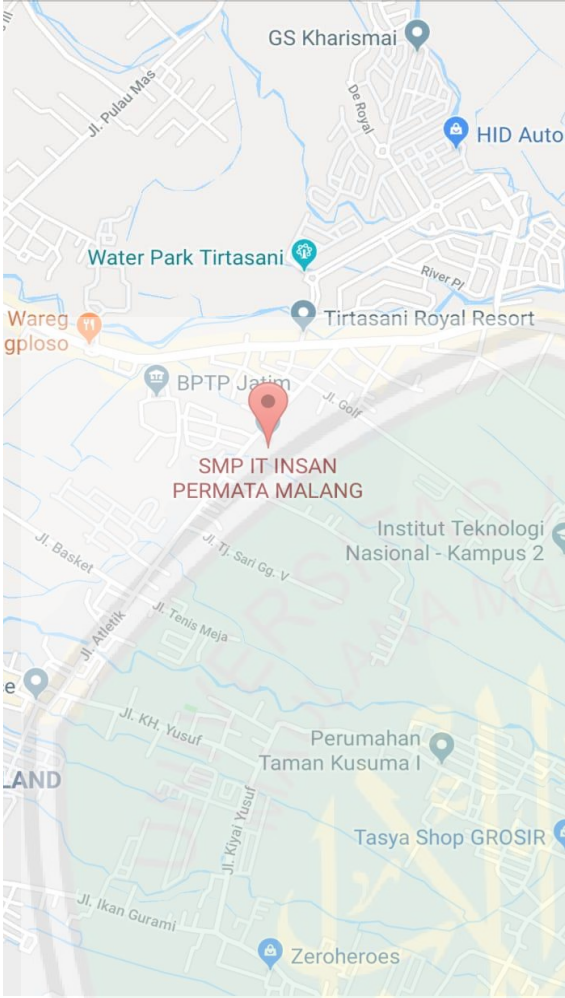 GS Kharismai
Jl. Pulau Mas
De Royal
HID Auto
Water Park Tirtasani
River Pl
Wareg
gploso
Tirtasani Royal Resort
BPTP Jatim
Jl. Golf
SMP IT INSAN
PERMATA MALANG
Institut Teknologi
Nasional - Kampus 2
Jl. Basket
Jl. Tj. Sari Gg. V
Jl. Tenis Meja
Jl. Atletik
Jl. KH. Yusuf
Perumahan
Taman Kusuma I
LAND
Jl. Kiyai Yusuf
Tasya Shop GROSIR
Jl. Ikan Gurami
Zeroheroes